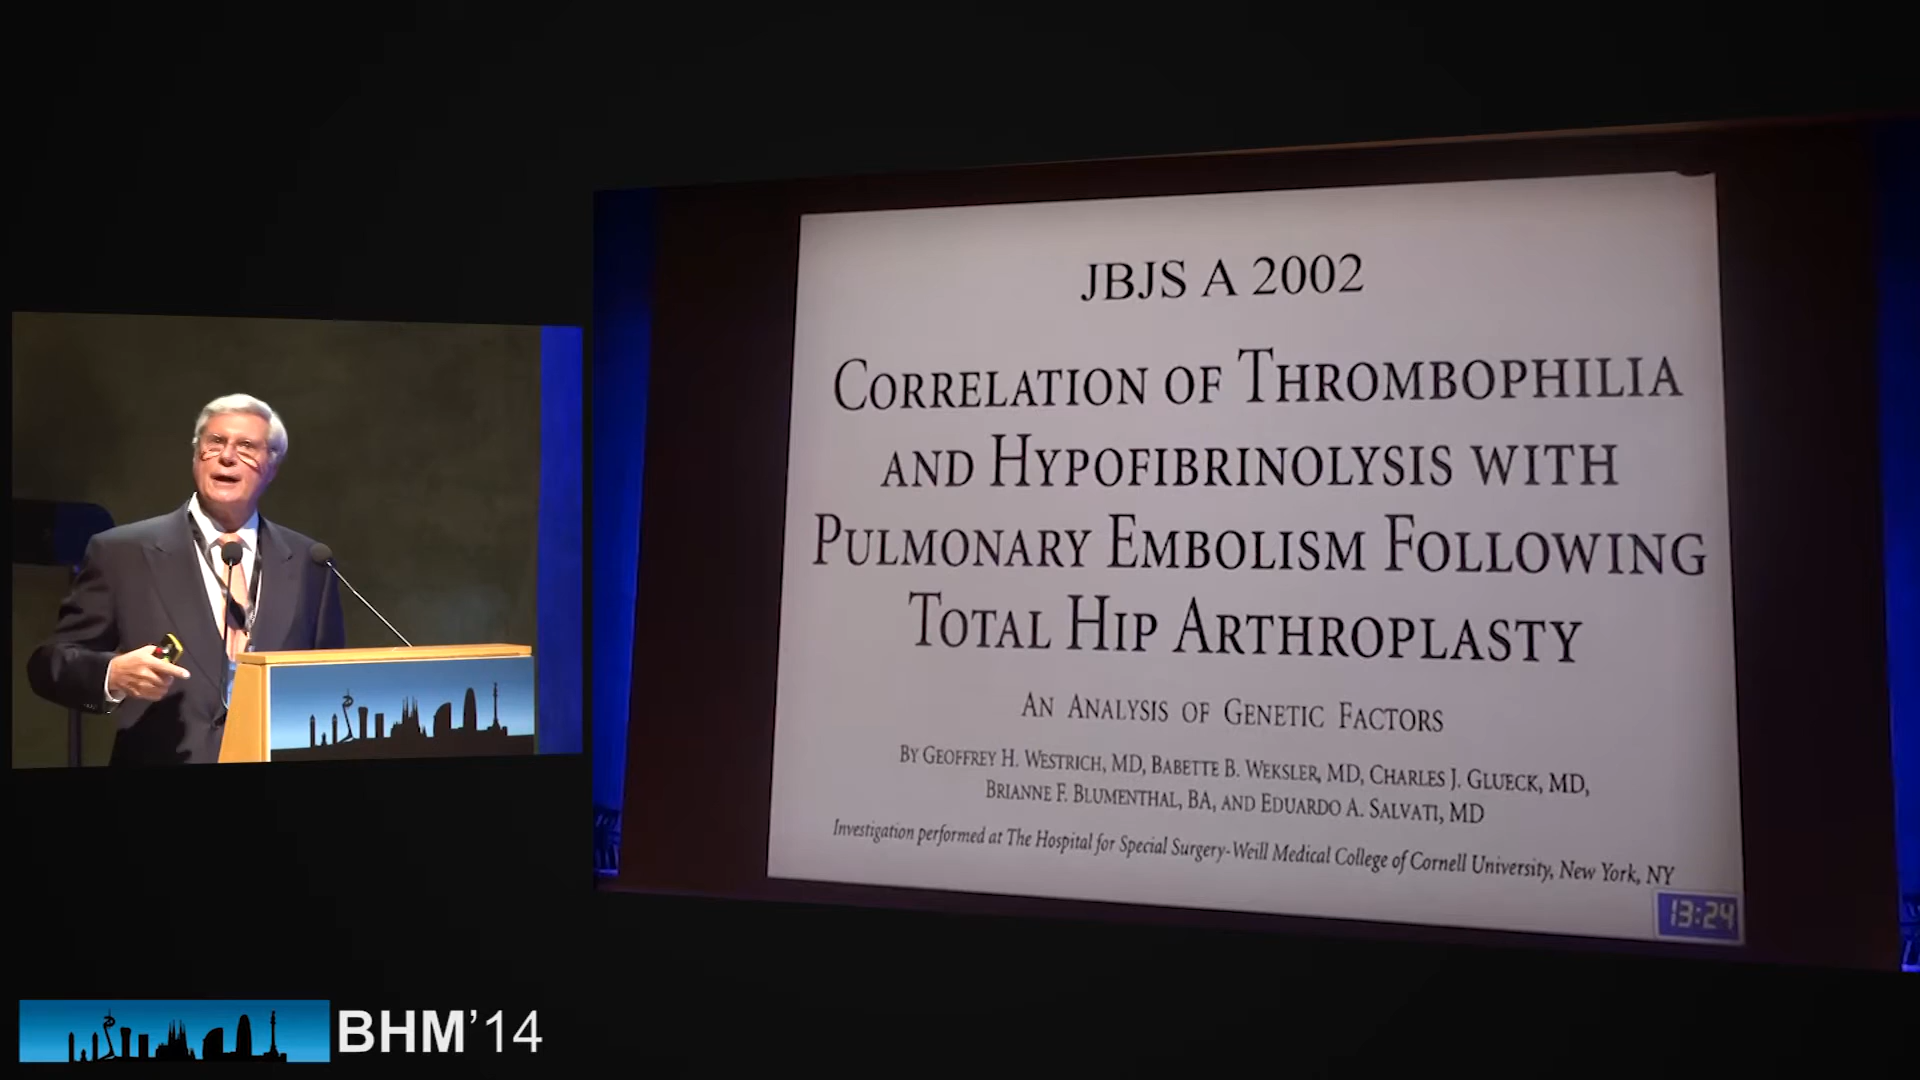 JBJS A 2002
CORRELATION OF THROMBOPHILIA
AND HYPOFIBRINOLYSIS WITH
PULMONARY EMBOLISM FOLLOWING
TOTAL HIP ARTHROPLASTY
AN ANALYSIS OF GENETIC FACTORS
BY GEOFFREY H. WESTRICH, MD, BABETTE B. WEKSLER, MD, CHARLES J. GLUECK, MD,
BRIANNE F. BLUMENTHAL, BA, AND EDUARDO A. SALVATI, MD
Investigation performed at The Hospital for Special Surgery-Weill Medical College of Cornell University, New York, NY
13:24
BHM'14